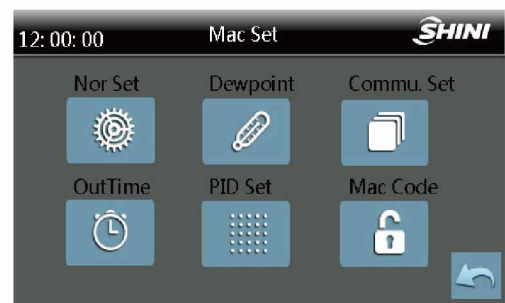 12: 00: 00 Mac Set SHINI
Nor Set Dewpoint Commu. Set
OutTime PID Set Mac Code